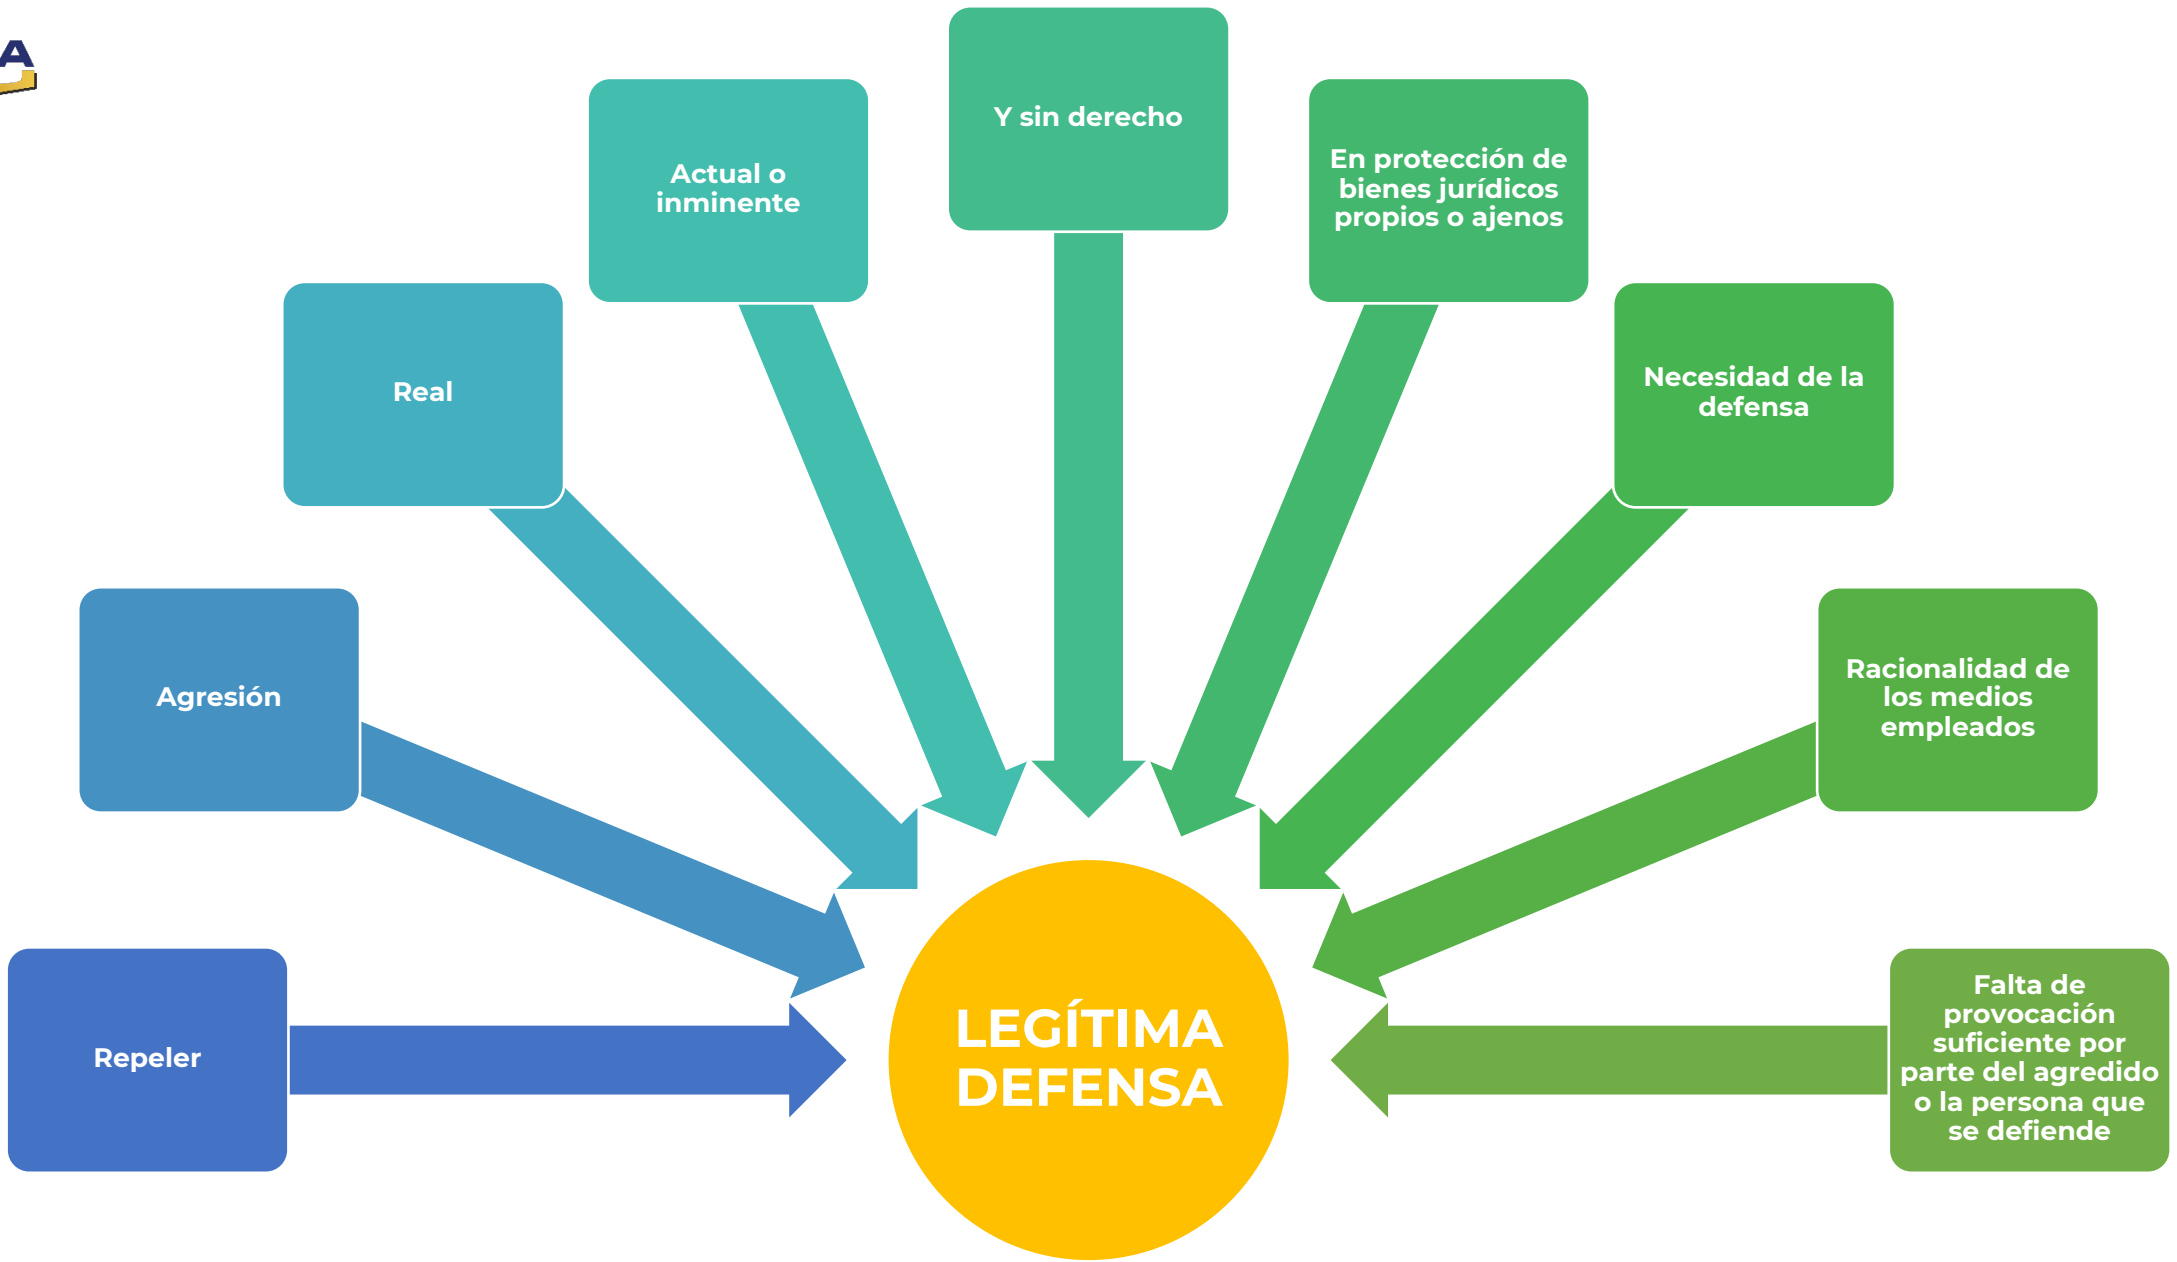 A
Y sin derecho
Actual o
inminente
En protección de
bienes jurídicos
propios o ajenos
Real
Necesidad de la
defensa
Agresión
Racionalidad de
los medios
empleados
Repeler
LEGÍTIMA
DEFENSA
Falta de
provocación
suficiente por
parte del agredido
o la persona que
se defiende